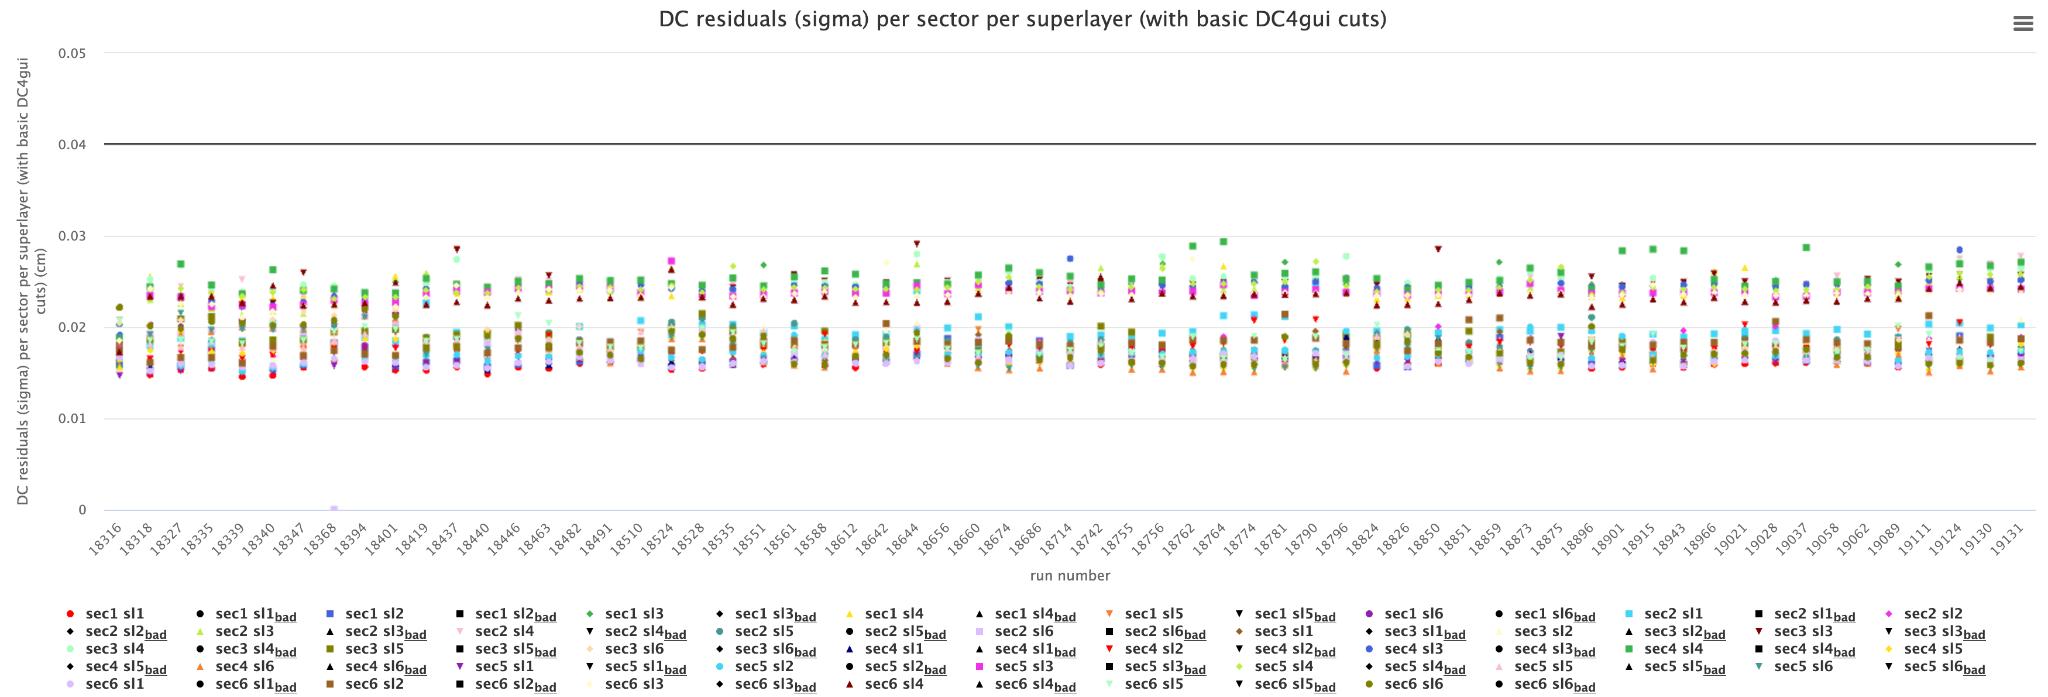 DC residuals (sigma) per sector per superlayer (with basic DC4gui cuts)
DC residuals (sigma) per sector per superlayer (with basic DC4gui
cuts) (cm)
0.05
0.04
0.03
0.02
0.01
0
18316 18318 18327 18335 18339 18340 18347 18368 18394 18401 18419 18437 18440 18446 18463 18482 18491 18510 18524 18528 18535 18551 18561 18588 18612 18642 18644 18656 18660 18674 18686 18714 18742 18755 18756 18762 18764 18774 18781 18790 18796 18824 18826 18850 18851 18859 18873 18875 18896 18901 18915 18943 18966 19021 19028 19037 19058 19062 19089 19111 19124 19130 19131
run number
sec1 sl1 sec1 sl1bad sec1 sl2 sec1 sl2bad sec1 sl3 sec1 sl3bad sec1 sl4 sec1 sl4bad sec1 sl5 sec1 sl5bad sec1 sl6 sec1 sl6bad sec2 sl1 sec2 sl1bad sec2 sl2
sec2 sl2bad sec2 sl3 sec2 sl3bad sec2 sl4 sec2 sl4bad sec2 sl5 sec2 sl5bad sec2 sl6 sec2 sl6bad sec3 sl1 sec3 sl1bad sec3 sl2 sec3 sl2bad sec3 sl3 sec3 sl3bad
sec3 sl4 sec3 sl4bad sec3 sl5 sec3 sl5bad sec3 sl6 sec3 sl6bad sec4 sl1 sec4 sl1bad sec4 sl2 sec4 sl2bad sec4 sl3 sec4 sl3bad sec4 sl4 sec4 sl4bad sec4 sl5
sec4 sl5bad sec4 sl6 sec4 sl6bad sec5 sl1 sec5 sl1bad sec5 sl2 sec5 sl2bad sec5 sl3 sec5 sl3bad sec5 sl4 sec5 sl4bad sec5 sl5 sec5 sl5bad sec5 sl6 sec5 sl6bad
sec6 sl1 sec6 sl1bad sec6 sl2 sec6 sl2bad sec6 sl3 sec6 sl3bad sec6 sl4 sec6 sl4bad sec6 sl5 sec6 sl5bad sec6 sl6 sec6 sl6bad